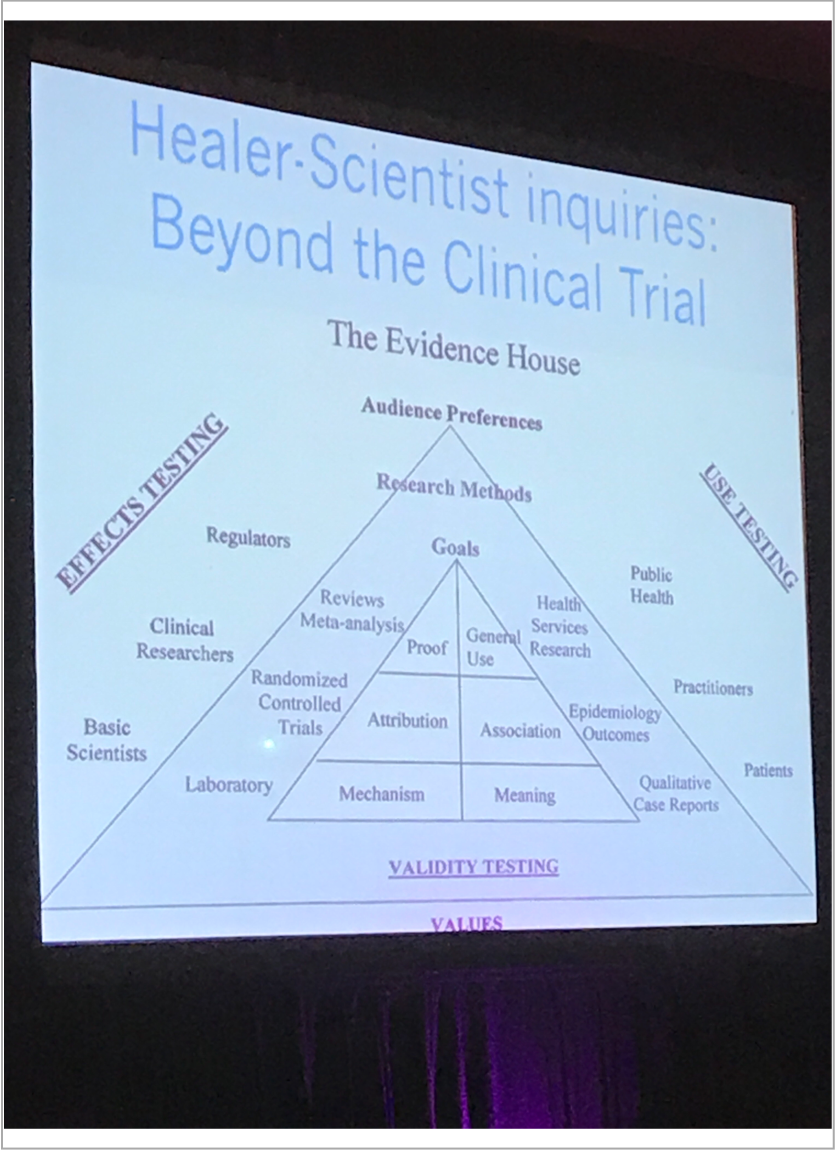 Healer-Scientist inquiries:
Beyond the Clinical Trial
The Evidence House
Audience Preferences
Research Methods
Goals
EFFECTS TESTING
USE TESTING
Regulators
Clinical
Researchers
Basic
Scientists
Reviews
Meta-analysis
Randomized
Controlled
Trials
Laboratory
Proof
General
Use
Attribution
Association
Mechanism
Meaning
Health
Services
Research
Epidemiology
Outcomes
Qualitative
Case Reports
Public
Health
Practitioners
Patients
VALIDITY TESTING
VALUES